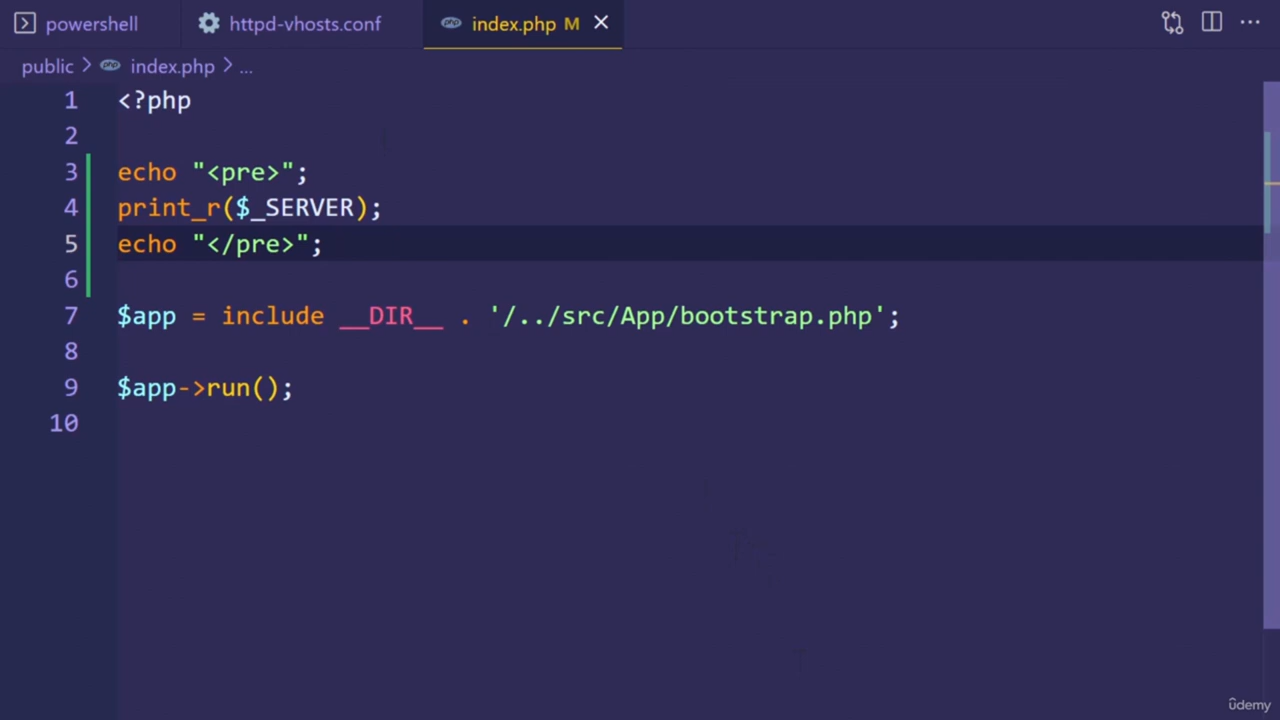 powershell httpd-vhosts.conf index.php M
public > index.php > ...
1 <?php
2
3 echo "<pre>";
4 print_r($_SERVER);
5 echo "</pre>";
6
7 $app = include __DIR__ . '/../src/App/bootstrap.php';
8
9 $app->run();
10
ûdemy